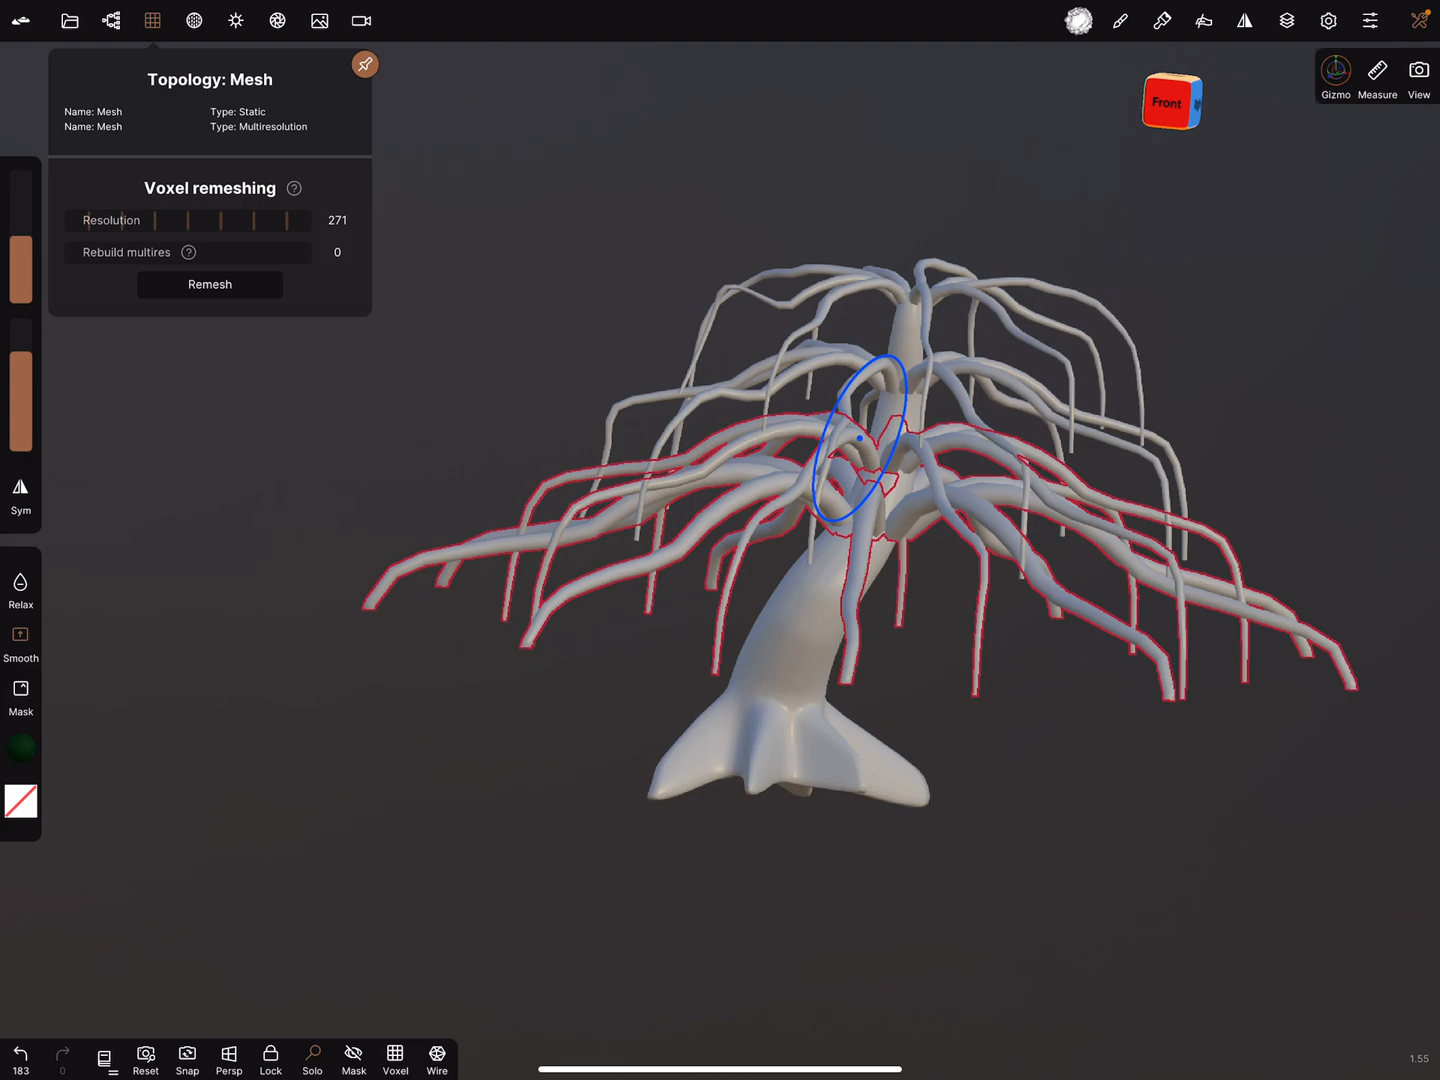 Topology: Mesh
Name: Mesh Type: Static
Name: Mesh Type: Multiresolution
Voxel remeshing ?
Resolution 271
Rebuild multires ? 0
Remesh
Front
Gizmo Measure View
Sym
Relax
Smooth
Mask
183 0 Reset Snap Persp Lock Solo Mask Voxel Wire
1.55